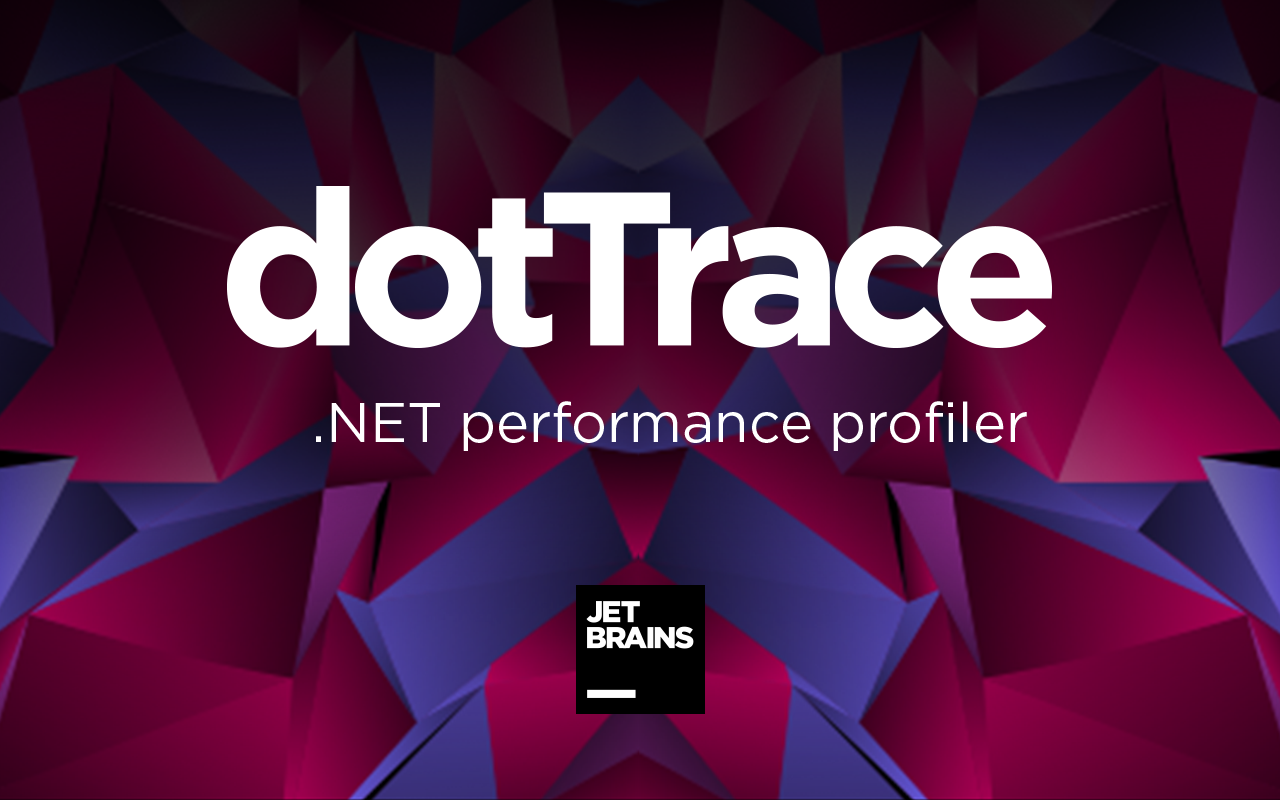 dotTrace
.NET performance profiler
JET
BRAINS